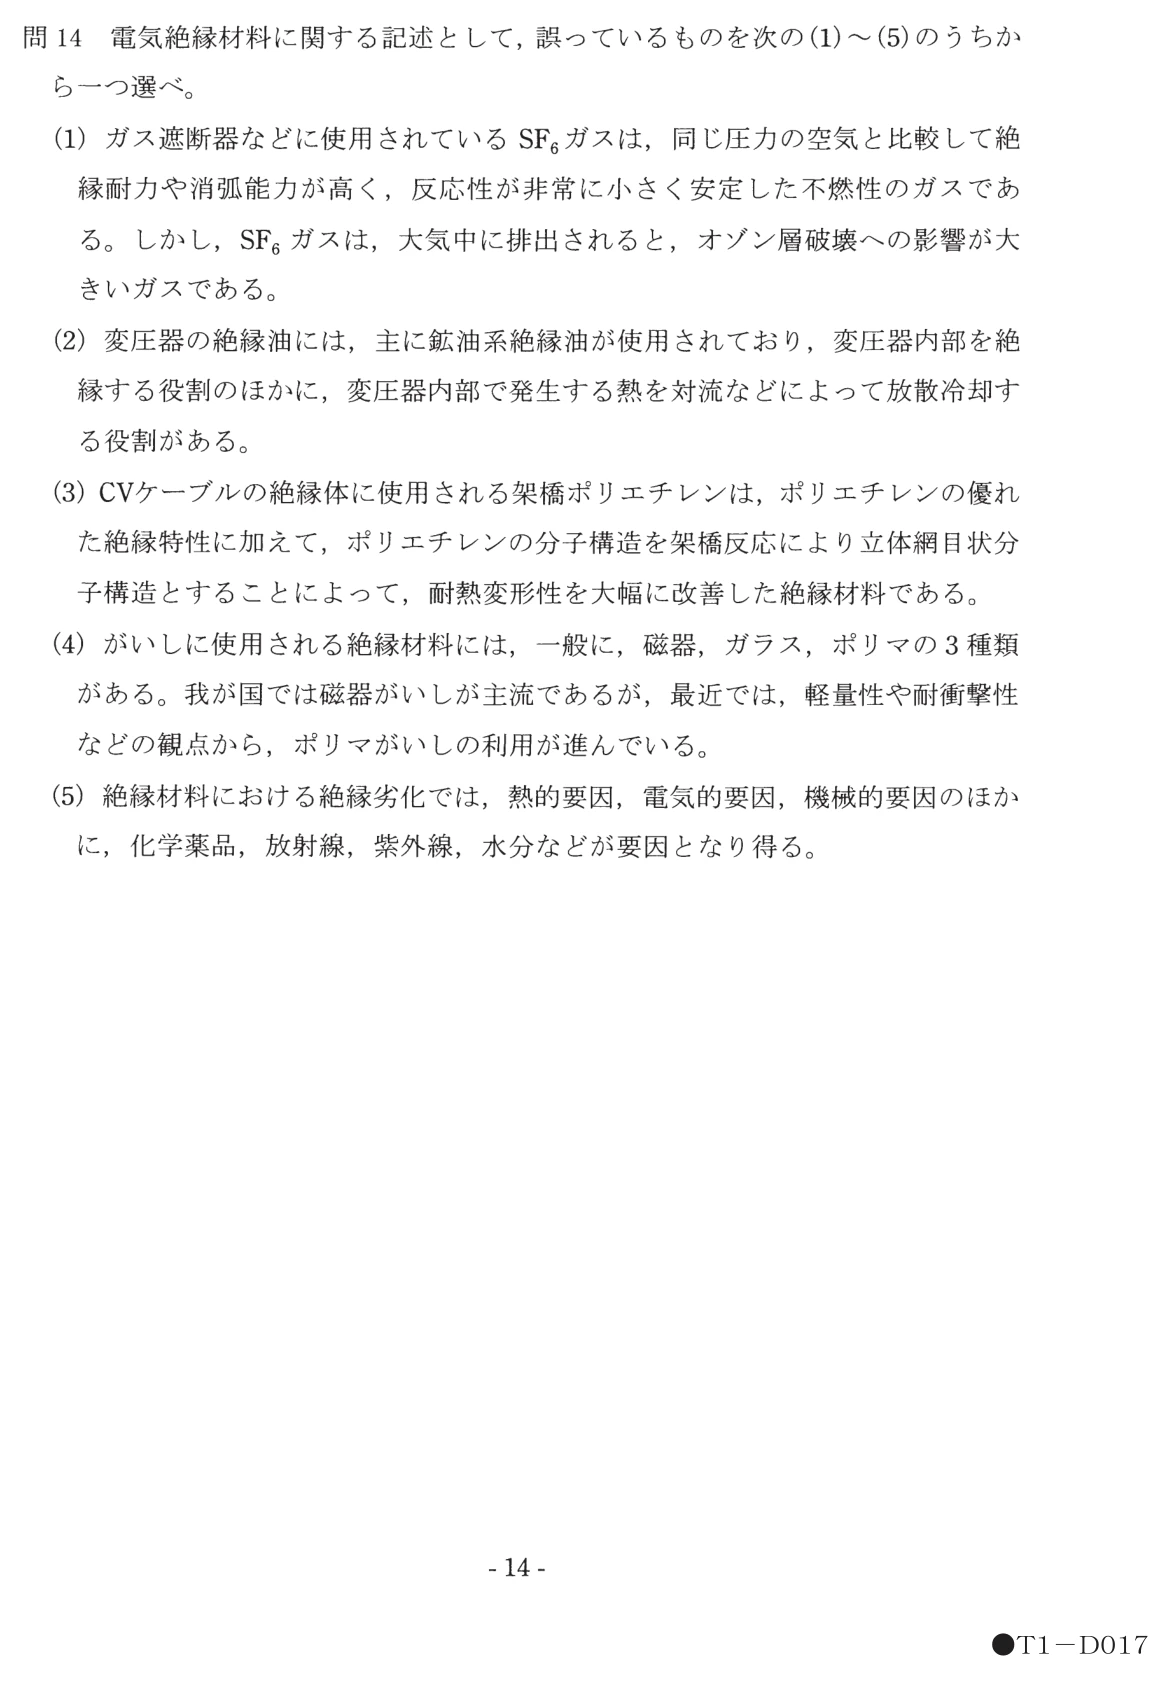 問14 電気絶縁材料に関する記述として，誤っているものを次の(1)～(5)のうちか
ら一つ選べ。
(1) ガス遮断器などに使用されている SF₆ガスは，同じ圧力の空気と比較して絶
縁耐力や消弧能力が高く，反応性が非常に小さく安定した不燃性のガスであ
る。しかし，SF₆ ガスは，大気中に排出されると，オゾン層破壊への影響が大
きいガスである。
(2) 変圧器の絶縁油には，主に鉱油系絶縁油が使用されており，変圧器内部を絶
縁する役割のほかに，変圧器内部で発生する熱を対流などによって放散冷却す
る役割がある。
(3) CVケーブルの絶縁体に使用される架橋ポリエチレンは，ポリエチレンの優れ
た絶縁特性に加えて，ポリエチレンの分子構造を架橋反応により立体網目状分
子構造とすることによって，耐熱変形性を大幅に改善した絶縁材料である。
(4) がいしに使用される絶縁材料には，一般に，磁器，ガラス，ポリマの3種類
がある。我が国では磁器がいしが主流であるが，最近では，軽量性や耐衝撃性
などの観点から，ポリマがいしの利用が進んでいる。
(5) 絶縁材料における絶縁劣化では，熱的要因，電気的要因，機械的要因のほか
に，化学薬品，放射線，紫外線，水分などが要因となり得る。
- 14 -
●T1－D017